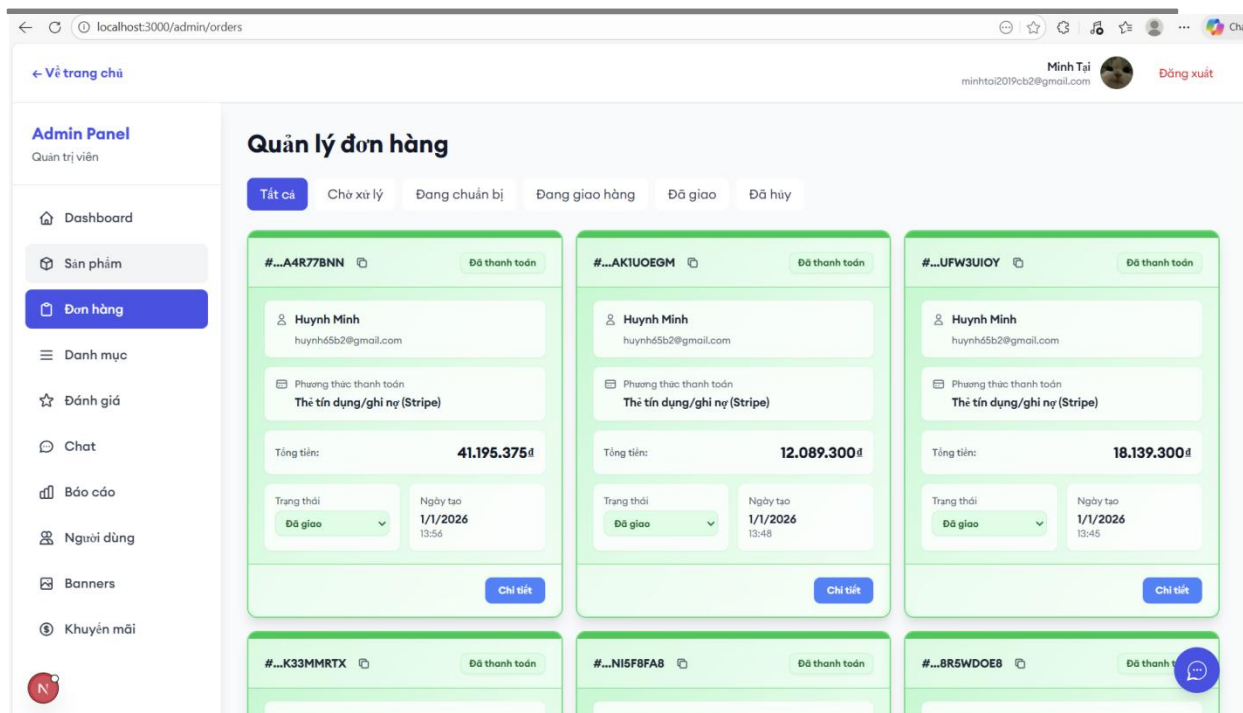 localhost:3000/admin/orders
Cha
← Về trang chủ
Minh Tại
minhtai2019cb2@gmail.com
Đăng xuất
Admin Panel
Quản trị viên
Dashboard
Sản phẩm
Đơn hàng
Danh mục
Đánh giá
Chat
Báo cáo
Người dùng
Banners
Khuyến mãi
N
Quản lý đơn hàng
Tất cả Chờ xử lý Đang chuẩn bị Đang giao hàng Đã giao Đã hủy
#...A4R77BNN Đã thanh toán
Huynh Minh
huynh65b2@gmail.com
Phương thức thanh toán
Thẻ tín dụng/ghi nợ (Stripe)
Tổng tiền: 41.195.375₫
Trạng thái
Đã giao
Ngày tạo
1/1/2026
13:56
Chi tiết
#...AK1UOEGM Đã thanh toán
Huynh Minh
huynh65b2@gmail.com
Phương thức thanh toán
Thẻ tín dụng/ghi nợ (Stripe)
Tổng tiền: 12.089.300₫
Trạng thái
Đã giao
Ngày tạo
1/1/2026
13:48
Chi tiết
#...UFW3UIOY Đã thanh toán
Huynh Minh
huynh65b2@gmail.com
Phương thức thanh toán
Thẻ tín dụng/ghi nợ (Stripe)
Tổng tiền: 18.139.300₫
Trạng thái
Đã giao
Ngày tạo
1/1/2026
13:45
Chi tiết
#...K33MMRTX Đã thanh toán
#...NI5F8FA8 Đã thanh toán
#...8R5WDOE8 Đã thanh